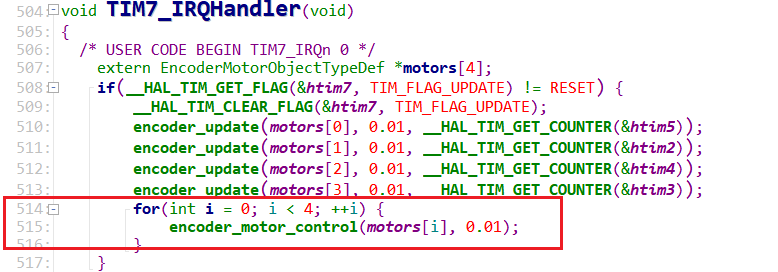 504: void TIM7_IRQHandler(void)
505: {
506: /* USER CODE BEGIN TIM7_IRQn 0 */
507: extern EncoderMotorObjectTypeDef *motors[4];
508: if(__HAL_TIM_GET_FLAG(&htim7, TIM_FLAG_UPDATE) != RESET) {
509: __HAL_TIM_CLEAR_FLAG(&htim7, TIM_FLAG_UPDATE);
510: encoder_update(motors[0], 0.01, __HAL_TIM_GET_COUNTER(&htim5));
511: encoder_update(motors[1], 0.01, __HAL_TIM_GET_COUNTER(&htim2));
512: encoder_update(motors[2], 0.01, __HAL_TIM_GET_COUNTER(&htim4));
513: encoder_update(motors[3], 0.01, __HAL_TIM_GET_COUNTER(&htim3));
514: for(int i = 0; i < 4; ++i) {
515: encoder_motor_control(motors[i], 0.01);
516: }
517: }